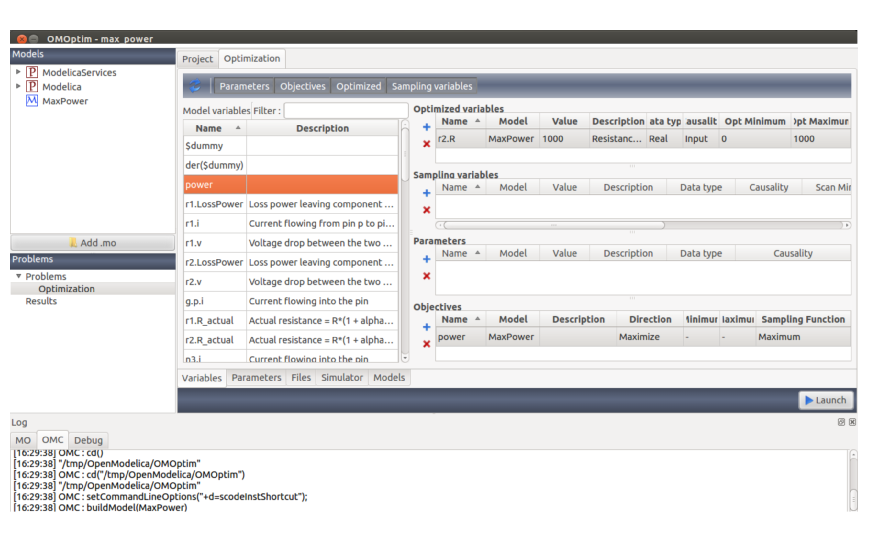 OMOptim - max_power
Models
ModelicaServices
Modelica
MaxPower
Add .mo
Problems
Problems
Optimization
Results
Project Optimization
Parameters Objectives Optimized Sampling variables
Model variables Filter :
Name Description
$dummy
der($dummy)
power
r1.LossPower Loss power leaving component ...
r1.i Current flowing from pin p to pi...
r1.v Voltage drop between the two ...
r2.LossPower Loss power leaving component ...
r2.v Voltage drop between the two ...
g.p.i Current flowing into the pin
r1.R_actual Actual resistance = R*(1 + alpha...
r2.R_actual Actual resistance = R*(1 + alpha...
n3.i Current flowing into the pin
Optimized variables
Name Model Value Description ata typ ausalit Opt Minimum Opt Maximum
r2.R MaxPower 1000 Resistanc... Real Input 0 1000
Sampling variables
Name Model Value Description Data type Causality Scan Min
Parameters
Name Model Value Description Data type Causality
Objectives
Name Model Description Direction Minimur Maximur Sampling Function
power MaxPower Maximize - - Maximum
Variables Parameters Files Simulator Models
Launch
Log
MO OMC Debug
[16:29:38] OMC : cd()
[16:29:38] "/tmp/OpenModelica/OMOptim"
[16:29:38] OMC : cd("/tmp/OpenModelica/OMOptim")
[16:29:38] "/tmp/OpenModelica/OMOptim"
[16:29:38] OMC : setCommandLineOptions("+d=scodeInstShortcut");
[16:29:38] OMC : buildModel(MaxPower)